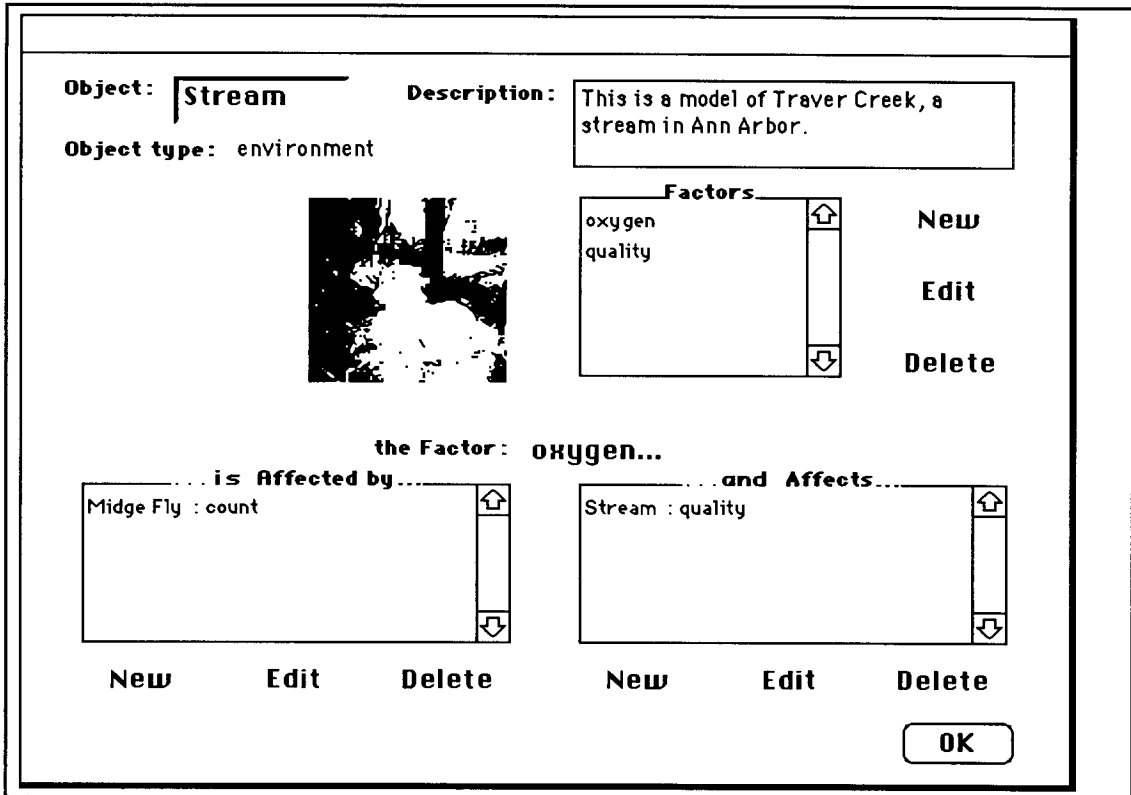 Object: Stream
Description: This is a model of Traver Creek, a
stream in Ann Arbor.
Object type: environment
Factors
oxygen
quality
New
Edit
Delete
the Factor: oxygen...
...is Affected by...
Midge Fly : count
...and Affects...
Stream : quality
New Edit Delete
New Edit Delete
OK